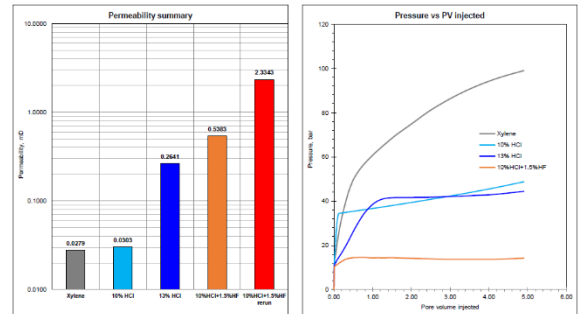 Permeability summary
10.0000
1.0000
0.1000
0.0100
Permeability, mD
0.0279
0.0303
0.2641
0.5383
2.3343
Xylene
10% HCl
13% HCl
10%HCl+1.5%HF
10%HCl+1.5%HF
rerun
Pressure vs PV injected
120
100
80
60
40
20
0
Pressure, bar
Xylene
10% HCl
13% HCl
10%HCl+1.5%HF
0.00
1.00
2.00
3.00
4.00
5.00
6.00
Pore volume injected